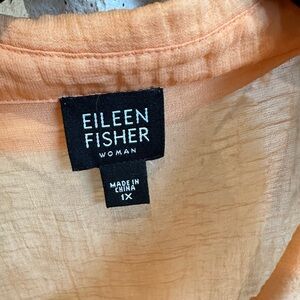 EILEEN
FISHER
WOMAN
MADE IN
CHINA
1X